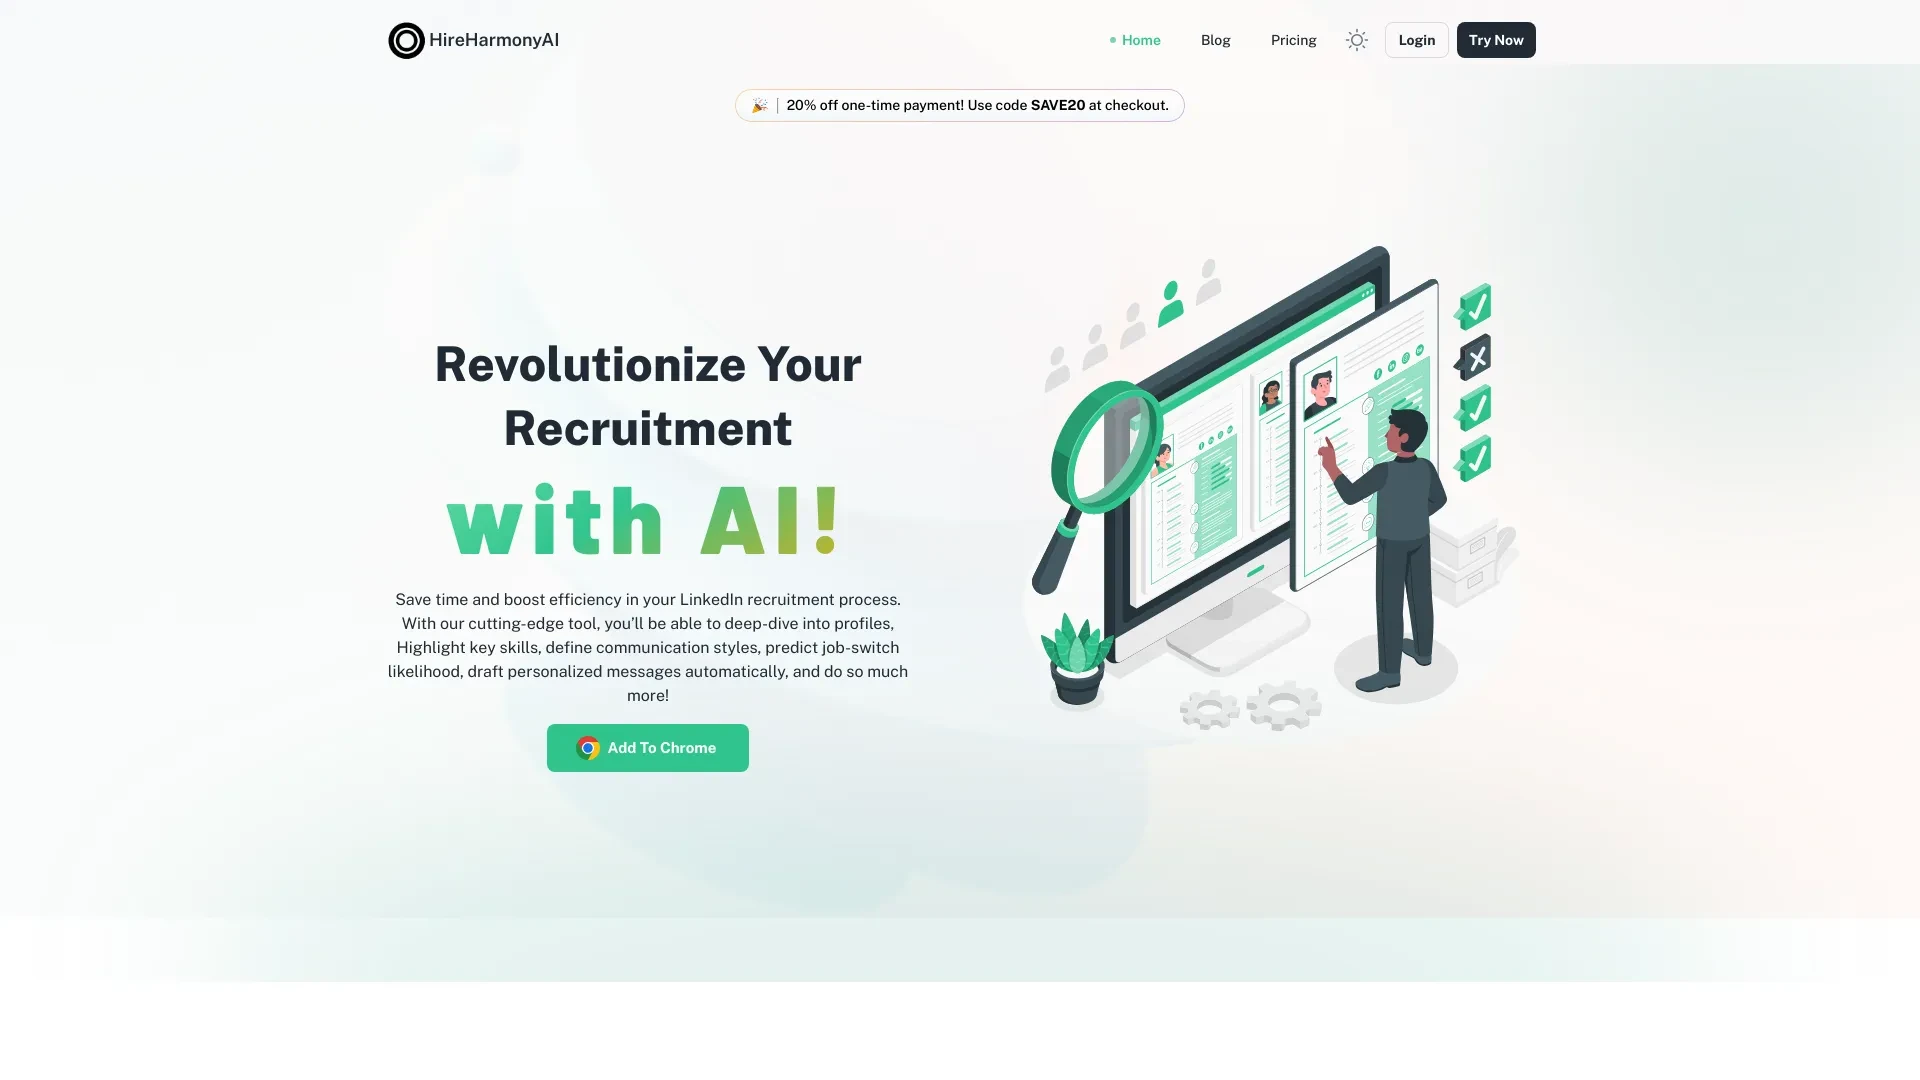 HireHarmonyAI
Home
Blog
Pricing
Login
Try Now
20% off one-time payment! Use code SAVE20 at checkout.
Revolutionize Your
Recruitment
with AI!
Save time and boost efficiency in your LinkedIn recruitment process.
With our cutting-edge tool, you’ll be able to deep-dive into profiles,
Highlight key skills, define communication styles, predict job-switch
likelihood, draft personalized messages automatically, and do so much
more!
Add To Chrome